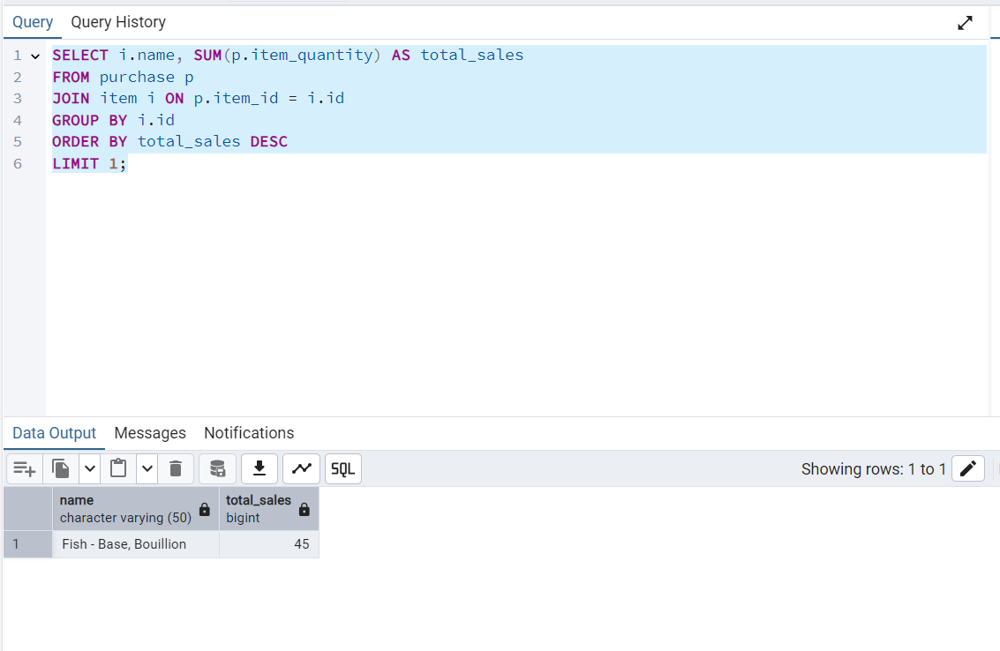 Query Query History
1 SELECT i.name, SUM(p.item_quantity) AS total_sales
2 FROM purchase p
3 JOIN item i ON p.item_id = i.id
4 GROUP BY i.id
5 ORDER BY total_sales DESC
6 LIMIT 1;
Data Output Messages Notifications
SQL Showing rows: 1 to 1
name total_sales
character varying (50) bigint
1 Fish - Base, Bouillion 45